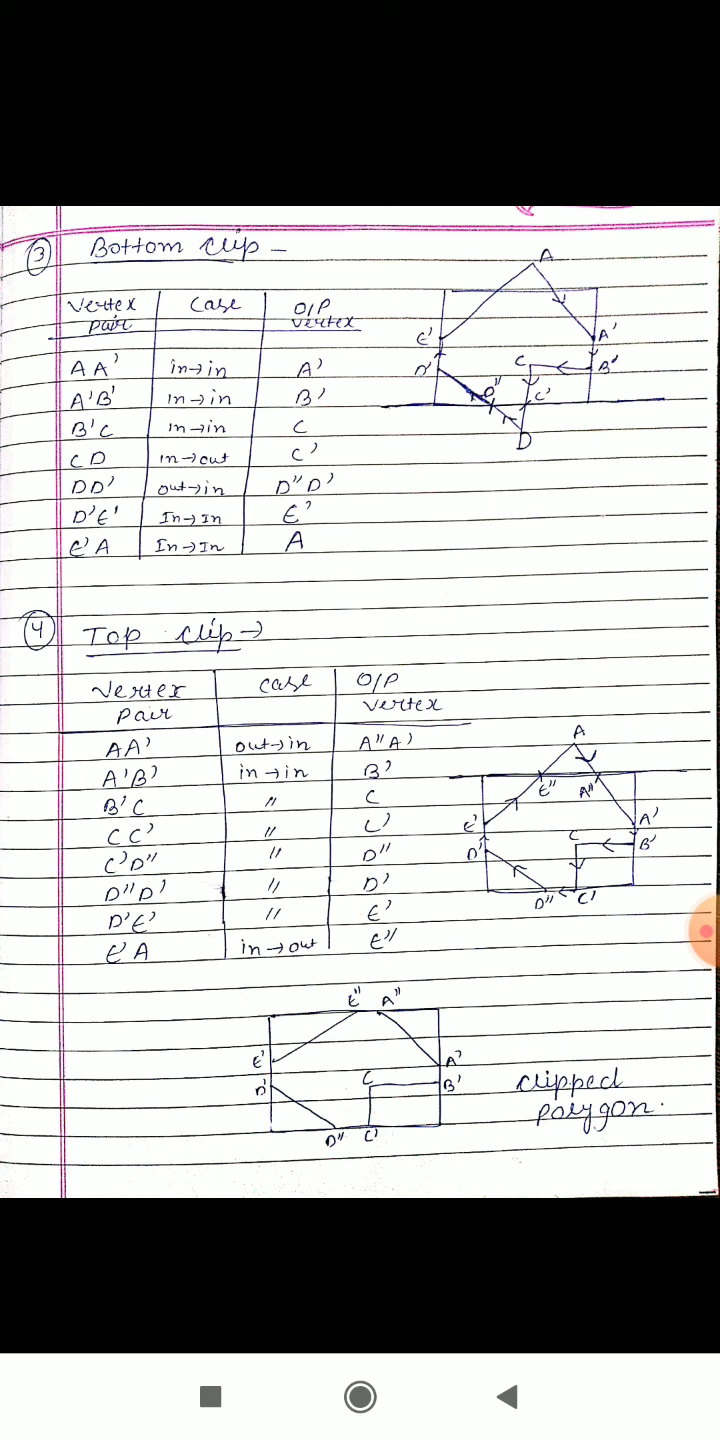 3 Bottom clip -
Vertex pair Case O/P vertex
AA' in→in A'
A'B' in→in B'
B'C in→in C
CD in→out C'
DD' out→in D"D'
D'E' In→In E'
E'A In→In A
A
E'
A'
D'
C
B'
D"
C'
D
4 Top clip→
Vertex pair case O/P vertex
AA' out→in A"A'
A'B' in→in B'
B'C " C
CC' " C'
C'D" " D"
D"D' " D'
D'E' " E'
E'A in→out E"
A
E" A"
E' A'
D' C B'
D" C'
E" A"
E' A'
D' C B'
D" C'
clipped
polygon.